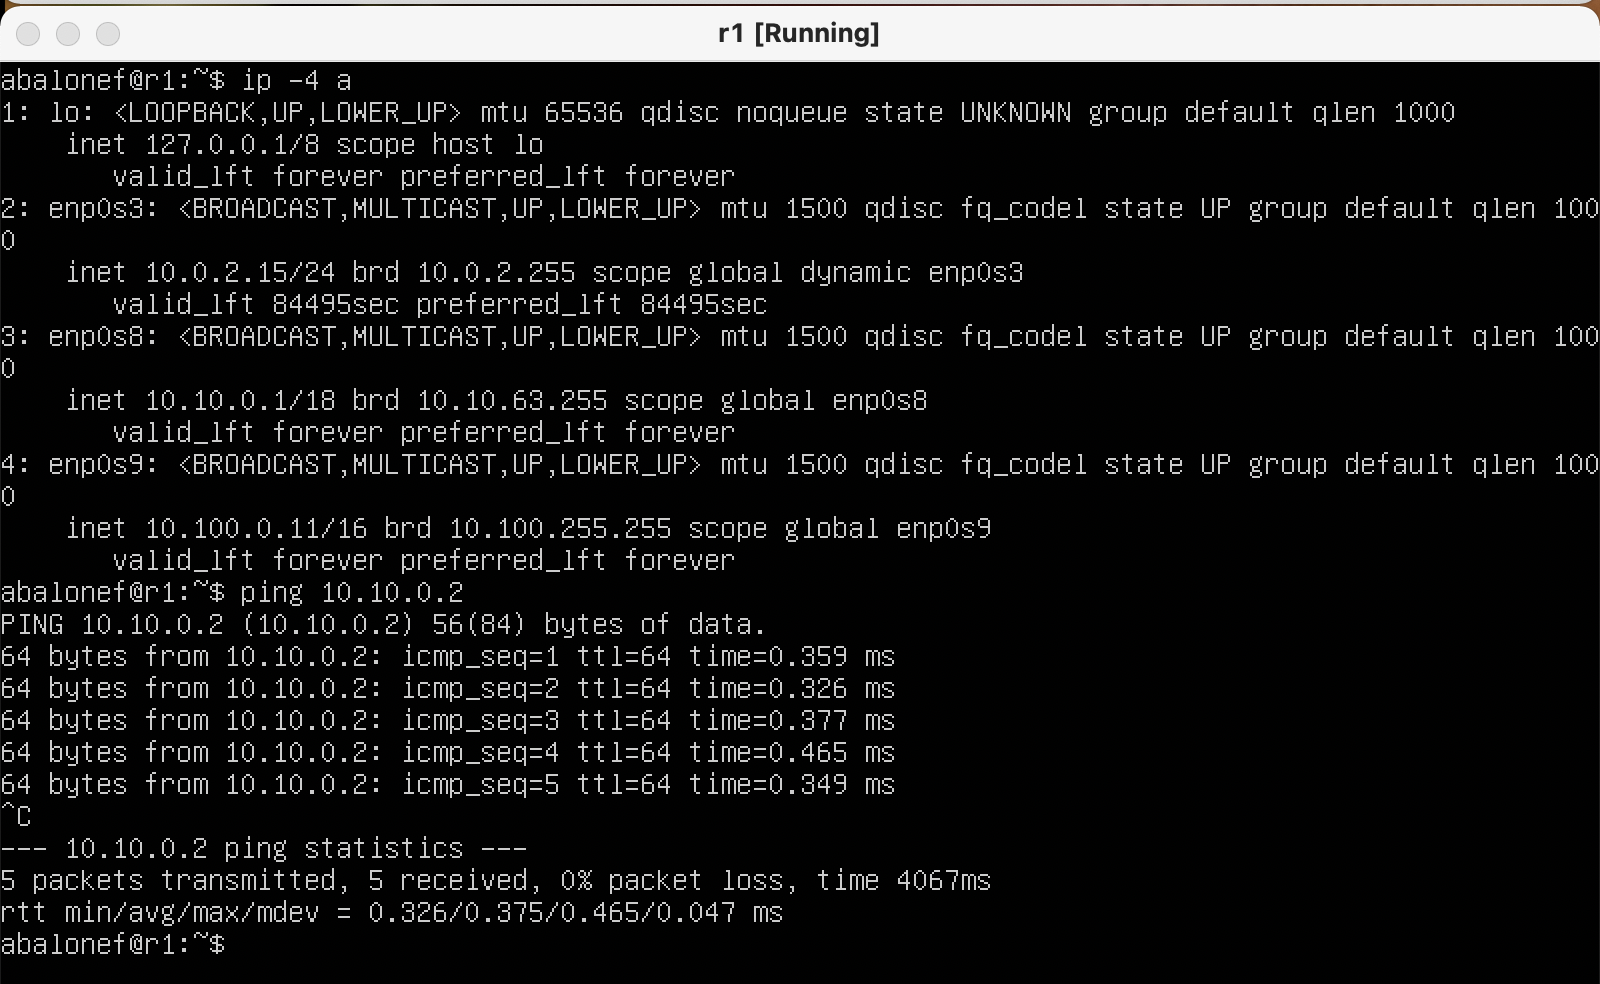 r1 [Running]
abalonef@r1:~$ ip -4 a
1: lo: <LOOPBACK,UP,LOWER_UP> mtu 65536 qdisc noqueue state UNKNOWN group default qlen 1000
    inet 127.0.0.1/8 scope host lo
       valid_lft forever preferred_lft forever
2: enp0s3: <BROADCAST,MULTICAST,UP,LOWER_UP> mtu 1500 qdisc fq_codel state UP group default qlen 100
0
    inet 10.0.2.15/24 brd 10.0.2.255 scope global dynamic enp0s3
       valid_lft 84495sec preferred_lft 84495sec
3: enp0s8: <BROADCAST,MULTICAST,UP,LOWER_UP> mtu 1500 qdisc fq_codel state UP group default qlen 100
0
    inet 10.10.0.1/18 brd 10.10.63.255 scope global enp0s8
       valid_lft forever preferred_lft forever
4: enp0s9: <BROADCAST,MULTICAST,UP,LOWER_UP> mtu 1500 qdisc fq_codel state UP group default qlen 100
0
    inet 10.100.0.11/16 brd 10.100.255.255 scope global enp0s9
       valid_lft forever preferred_lft forever
abalonef@r1:~$ ping 10.10.0.2
PING 10.10.0.2 (10.10.0.2) 56(84) bytes of data.
64 bytes from 10.10.0.2: icmp_seq=1 ttl=64 time=0.359 ms
64 bytes from 10.10.0.2: icmp_seq=2 ttl=64 time=0.326 ms
64 bytes from 10.10.0.2: icmp_seq=3 ttl=64 time=0.377 ms
64 bytes from 10.10.0.2: icmp_seq=4 ttl=64 time=0.465 ms
64 bytes from 10.10.0.2: icmp_seq=5 ttl=64 time=0.349 ms
^C
--- 10.10.0.2 ping statistics ---
5 packets transmitted, 5 received, 0% packet loss, time 4067ms
rtt min/avg/max/mdev = 0.326/0.375/0.465/0.047 ms
abalonef@r1:~$